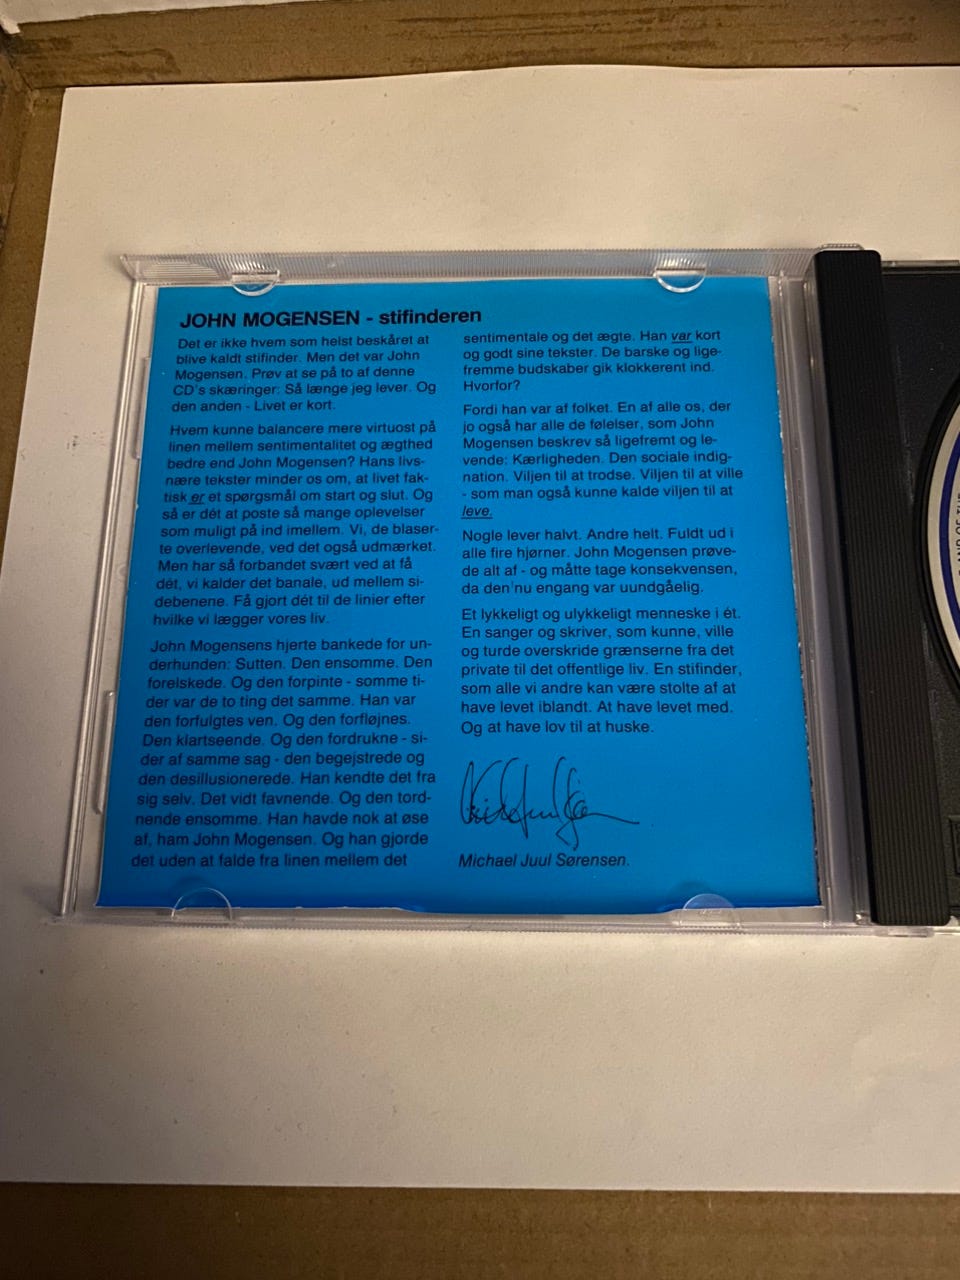 JOHN MOGENSEN - stifinderen
Det er ikke hvem som helst beskåret at
blive kaldt stifinder. Men det var John
Mogensen. Prøv at se på to af denne
CD's skæringer: Så længe jeg lever. Og
den anden - Livet er kort.
Hvem kunne balancere mere virtuost på
linen mellem sentimentalitet og ægthed
bedre end John Mogensen? Hans livs-
nære tekster minder os om, at livet fak-
tisk er et spørgsmål om start og slut. Og
så er dét at poste så mange oplevelser
som muligt på ind imellem. Vi, de blaser-
te overlevende, ved det også udmærket.
Men har så forbandet svært ved at få
dét, vi kalder det banale, ud mellem si-
debenene. Få gjort dét til de linier efter
hvilke vi lægger vores liv.
John Mogensens hjerte bankede for un-
derhunden: Sutten. Den ensomme. Den
forelskede. Og den forpinte - somme ti-
der var de to ting det samme. Han var
den forfulgtes ven. Og den forfløjnes.
Den klartseende. Og den fordrukne - si-
der af samme sag - den begejstrede og
den desillusionerede. Han kendte det fra
sig selv. Det vidt favnende. Og den tord-
nende ensomme. Han havde nok at øse
af, ham John Mogensen. Og han gjorde
det uden at falde fra linen mellem det
sentimentale og det ægte. Han var kort
og godt sine tekster. De barske og lige-
fremme budskaber gik klokkerent ind.
Hvorfor?
Fordi han var af folket. En af alle os, der
jo også har alle de følelser, som John
Mogensen beskrev så ligefremt og le-
vende: Kærligheden. Den sociale indig-
nation. Viljen til at trodse. Viljen til at ville
- som man også kunne kalde viljen til at
leve.
Nogle lever halvt. Andre helt. Fuldt ud i
alle fire hjørner. John Mogensen prøve-
de alt af - og måtte tage konsekvensen,
da den'nu engang var uundgåelig.
Et lykkeligt og ulykkeligt menneske i ét.
En sanger og skriver, som kunne, ville
og turde overskride grænserne fra det
private til det offentlige liv. En stifinder,
som alle vi andre kan være stolte af at
have levet iblandt. At have levet med.
Og at have lov til at huske.
Michael Juul Sørensen.